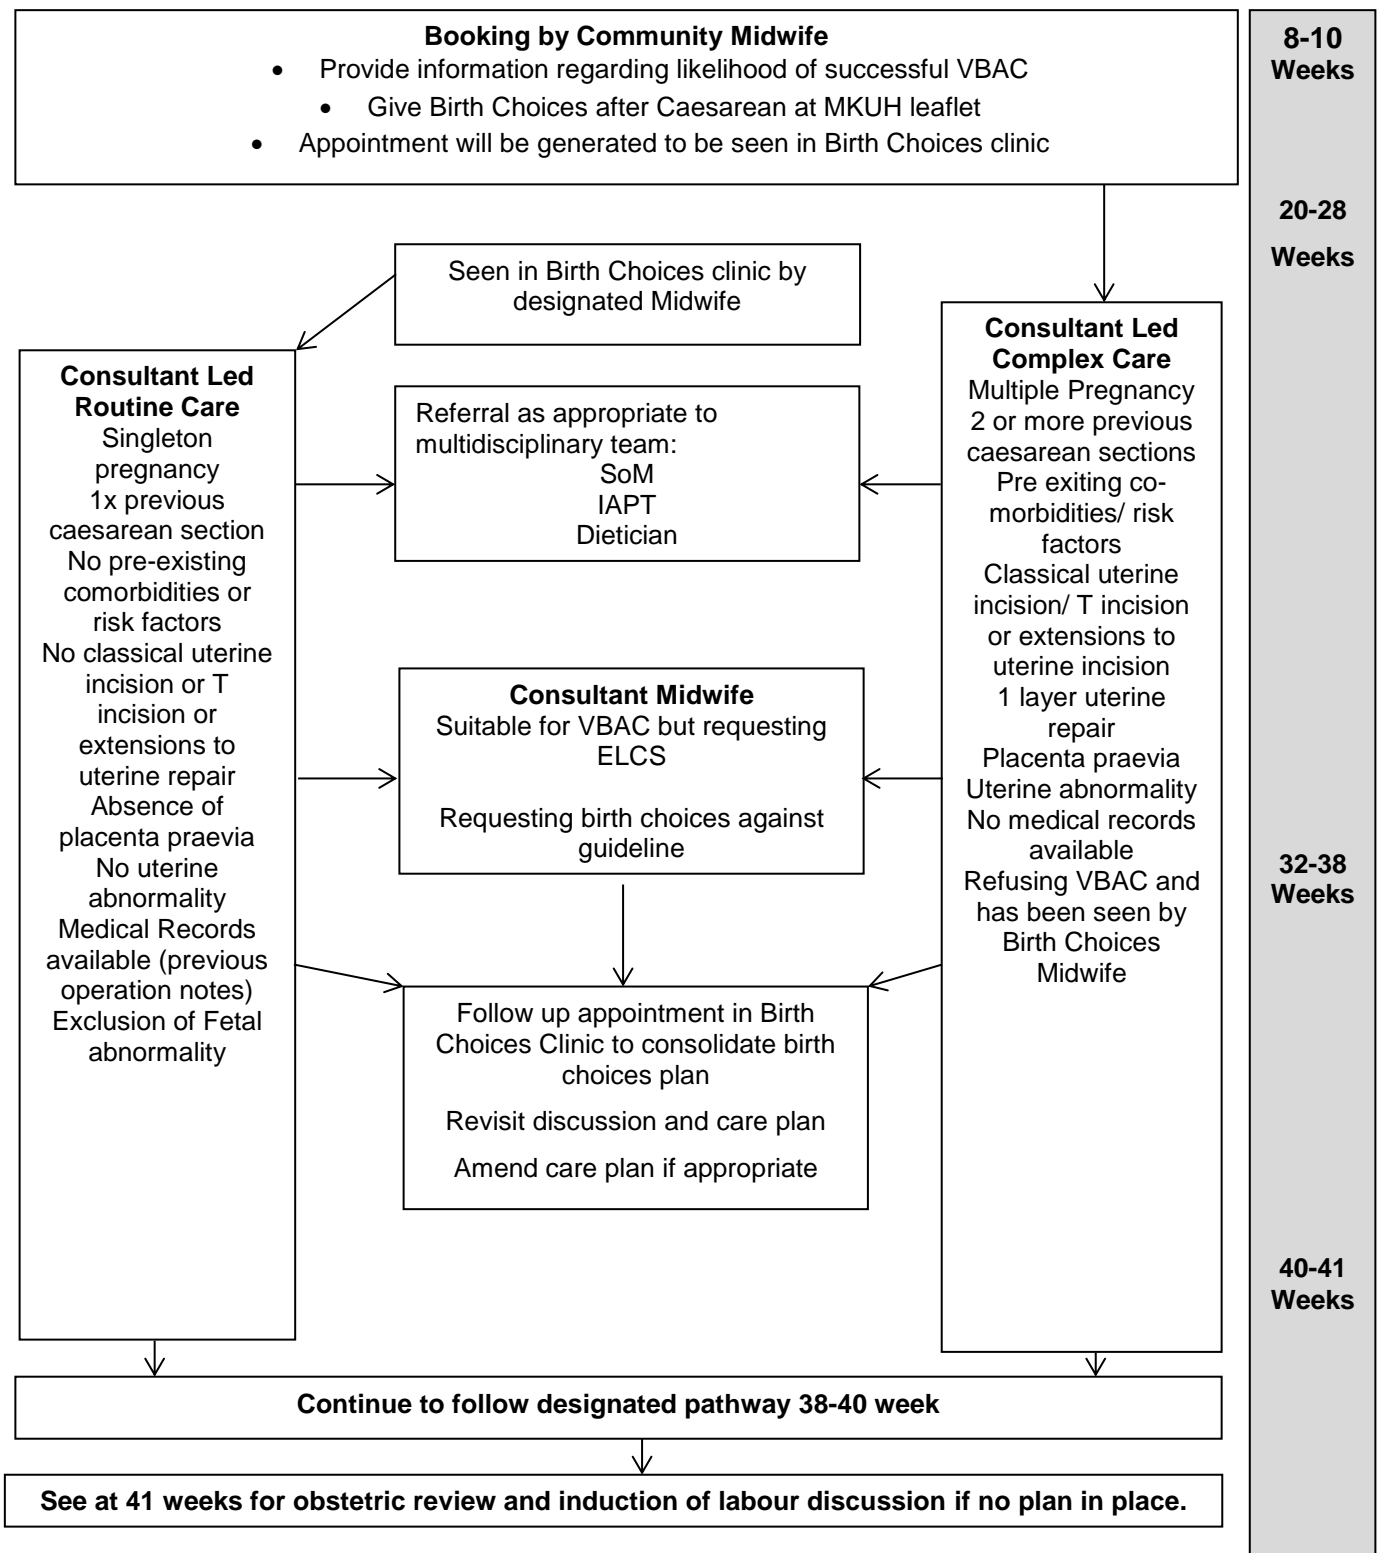 Booking by Community Midwife
• Provide information regarding likelihood of successful VBAC
• Give Birth Choices after Caesarean at MKUH leaflet
• Appointment will be generated to be seen in Birth Choices clinic
8-10
Weeks
20-28
Weeks
Seen in Birth Choices clinic by
designated Midwife
Consultant Led
Routine Care
Singleton
pregnancy
1x previous
caesarean section
No pre-existing
comorbidities or
risk factors
No classical uterine
incision or T
incision or
extensions to
uterine repair
Absence of
placenta praevia
No uterine
abnormality
Medical Records
available (previous
operation notes)
Exclusion of Fetal
abnormality
Referral as appropriate to
multidisciplinary team:
SoM
IAPT
Dietician
Consultant Midwife
Suitable for VBAC but requesting
ELCS
Requesting birth choices against
guideline
Follow up appointment in Birth
Choices Clinic to consolidate birth
choices plan
Revisit discussion and care plan
Amend care plan if appropriate
Consultant Led
Complex Care
Multiple Pregnancy
2 or more previous
caesarean sections
Pre exiting co-
morbidities/ risk
factors
Classical uterine
incision/ T incision
or extensions to
uterine incision
1 layer uterine
repair
Placenta praevia
Uterine abnormality
No medical records
available
Refusing VBAC and
has been seen by
Birth Choices
Midwife
32-38
Weeks
40-41
Weeks
Continue to follow designated pathway 38-40 week
See at 41 weeks for obstetric review and induction of labour discussion if no plan in place.